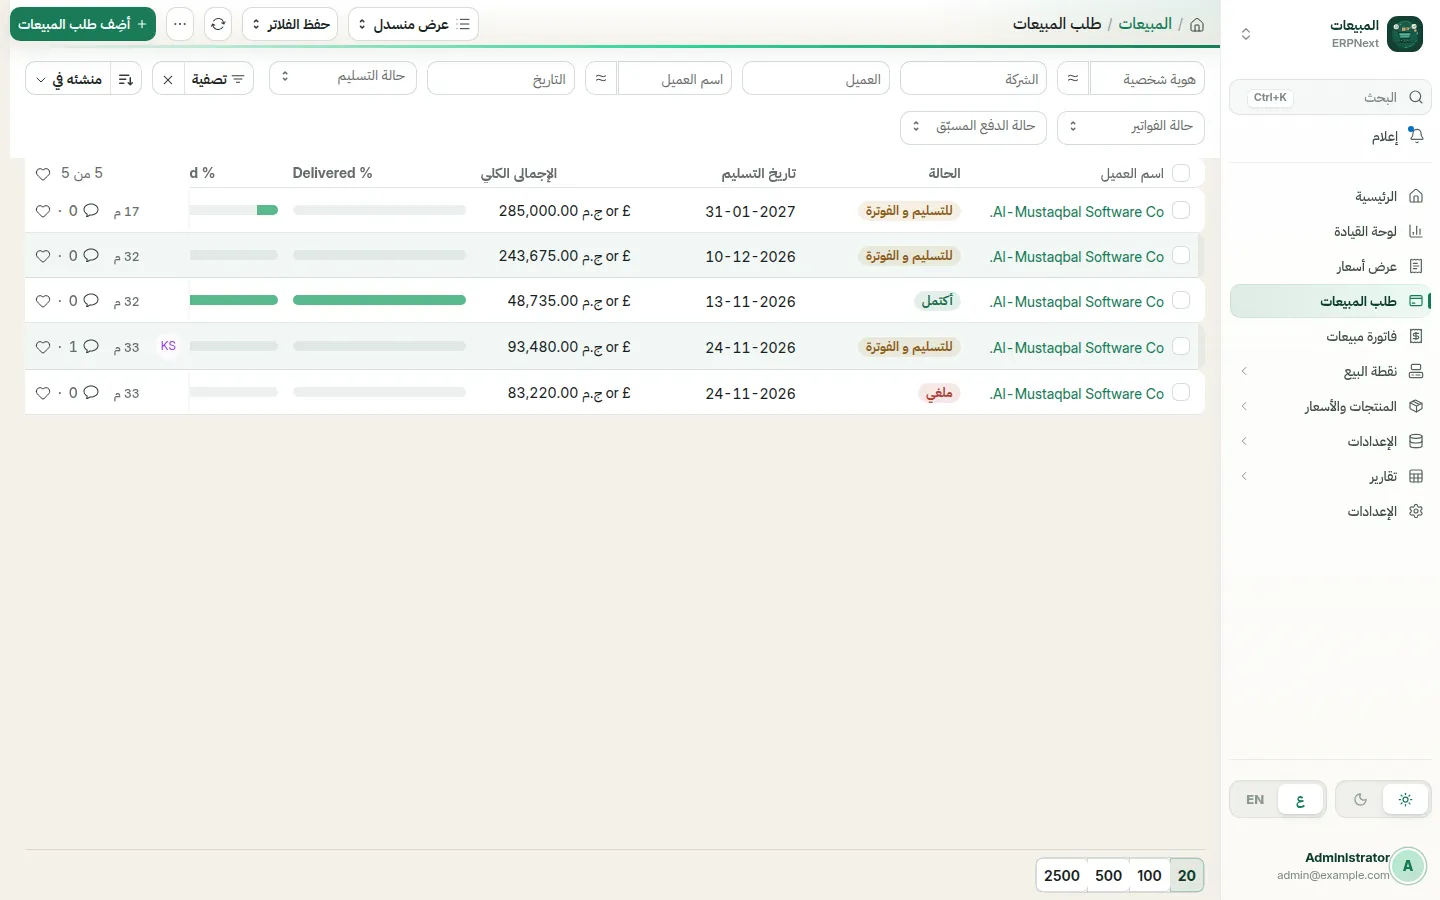 المبيعات
ERPNext
البحث
Ctrl+K
إعلام
الرئيسية
لوحة القيادة
عرض أسعار
طلب المبيعات
فاتورة مبيعات
نقطة البيع
المنتجات والأسعار
الإعدادات
تقارير
الإعدادات
ع
EN
Administrator
admin@example.com
A
المبيعات / طلب المبيعات
عرض منسدل
حفظ الفلاتر
أضِف طلب المبيعات
هوية شخصية
≈
الشركة
العميل
اسم العميل
≈
التاريخ
حالة التسليم
تصفية
منشئه في
حالة الفواتير
حالة الدفع المسبّق
اسم العميل
الحالة
تاريخ التسليم
الإجمالي الكلي
Delivered %
d %
5 من 5
Al-Mustaqbal Software Co.
للتسليم و الفوترة
31-01-2027
285,000.00 ج.م or £
17 م
0
Al-Mustaqbal Software Co.
للتسليم و الفوترة
10-12-2026
243,675.00 ج.م or £
32 م
0
Al-Mustaqbal Software Co.
أكتمل
13-11-2026
48,735.00 ج.م or £
32 م
0
Al-Mustaqbal Software Co.
للتسليم و الفوترة
24-11-2026
93,480.00 ج.م or £
KS
33 م
1
Al-Mustaqbal Software Co.
ملغي
24-11-2026
83,220.00 ج.م or £
33 م
0
20
100
500
2500